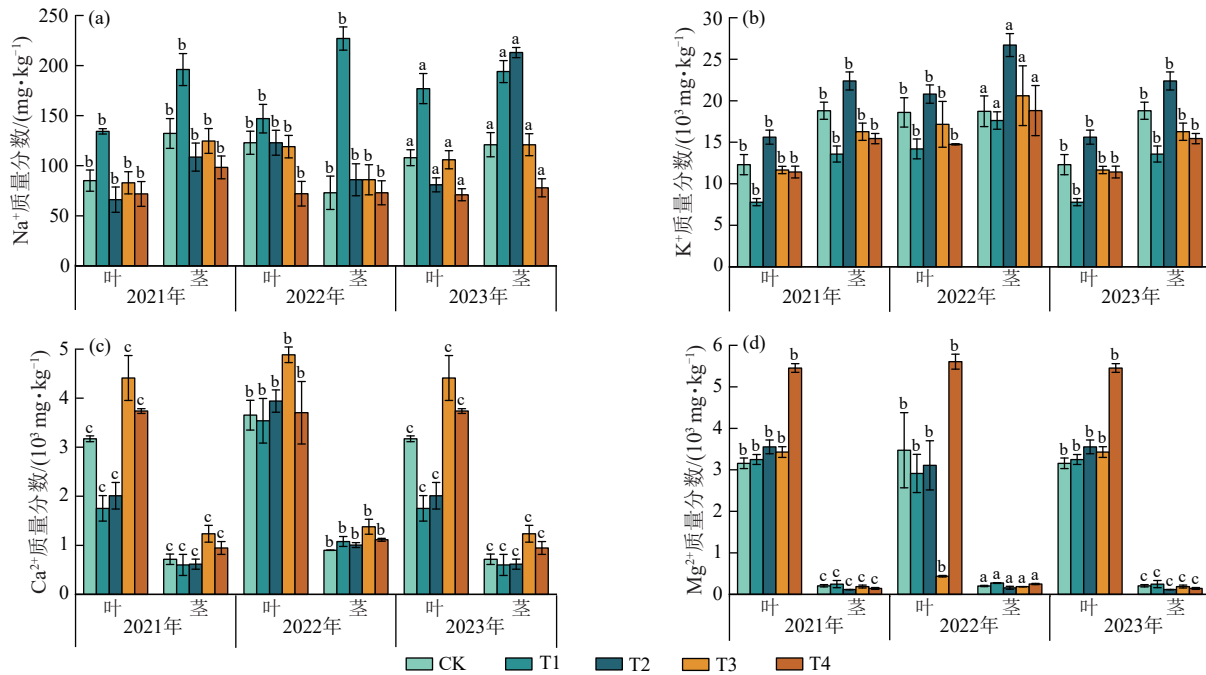 (a)
Na⁺质量分数/(mg·kg⁻¹)
250
200
150
100
50
0
b b b b b
b b b b b
b b b b b
b b b b b
a a a a a
a a a a a
叶 茎 叶 茎 叶 茎
2021年 2022年 2023年
(b)
K⁺质量分数/(10³ mg·kg⁻¹)
30
25
20
15
10
5
0
b b b b b
b b b b b
b b b b b
a a a a a
b b b b b
b b b b b
叶 茎 叶 茎 叶 茎
2021年 2022年 2023年
(c)
Ca²⁺质量分数/(10³ mg·kg⁻¹)
5
4
3
2
1
0
c c c c c
c c c c c
b b b b b
b b b b b
c c c c c
c c c c c
叶 茎 叶 茎 叶 茎
2021年 2022年 2023年
(d)
Mg²⁺质量分数/(10³ mg·kg⁻¹)
6
5
4
3
2
1
0
b b b b b
c c c c c
b b b b b
a a a a a
b b b b b
c c c c c
叶 茎 叶 茎 叶 茎
2021年 2022年 2023年
CK T1 T2 T3 T4